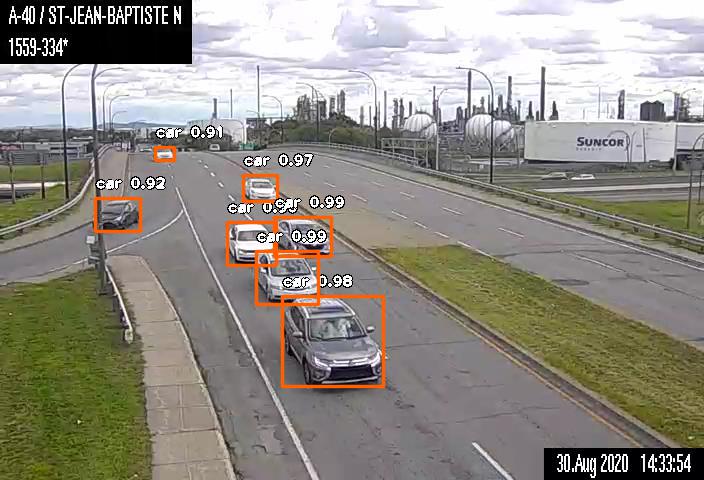 A-40 / ST-JEAN-BAPTISTE N
1559-334*
car 0.91
car 0.97
car 0.92
car 0.99
car 0.99
car 0.98
SUNCOR
30.Aug 2020 14:33:54